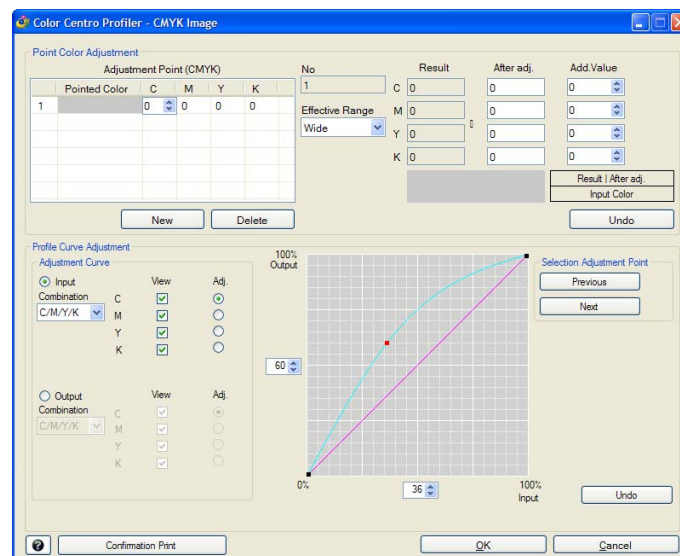 Color Centro Profiler - CMYK Image
Point Color Adjustment
Adjustment Point (CMYK)
Pointed Color C M Y K
1 0 0 0 0
New Delete
No
1
Effective Range
Wide
Result After adj. Add.Value
C 0 0 0
M 0 0 0
Y 0 0 0
K 0 0 0
Result | After adj.
Input Color
Undo
Profile Curve Adjustment
Adjustment Curve
Input View Adj.
Combination C
C/M/Y/K M
Y
K
Output View Adj.
Combination C
C/M/Y/K M
Y
K
100%
Output
60
0% 36 100%
Input
Selection Adjustment Point
Previous
Next
Undo
? Confirmation Print OK Cancel